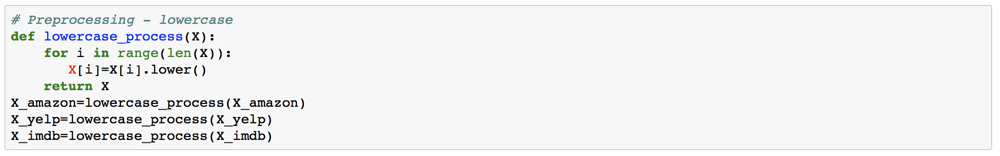 # Preprocessing - lowercase
def lowercase_process(X):
    for i in range(len(X)):
       X[i]=X[i].lower()
    return X
X_amazon=lowercase_process(X_amazon)
X_yelp=lowercase_process(X_yelp)
X_imdb=lowercase_process(X_imdb)